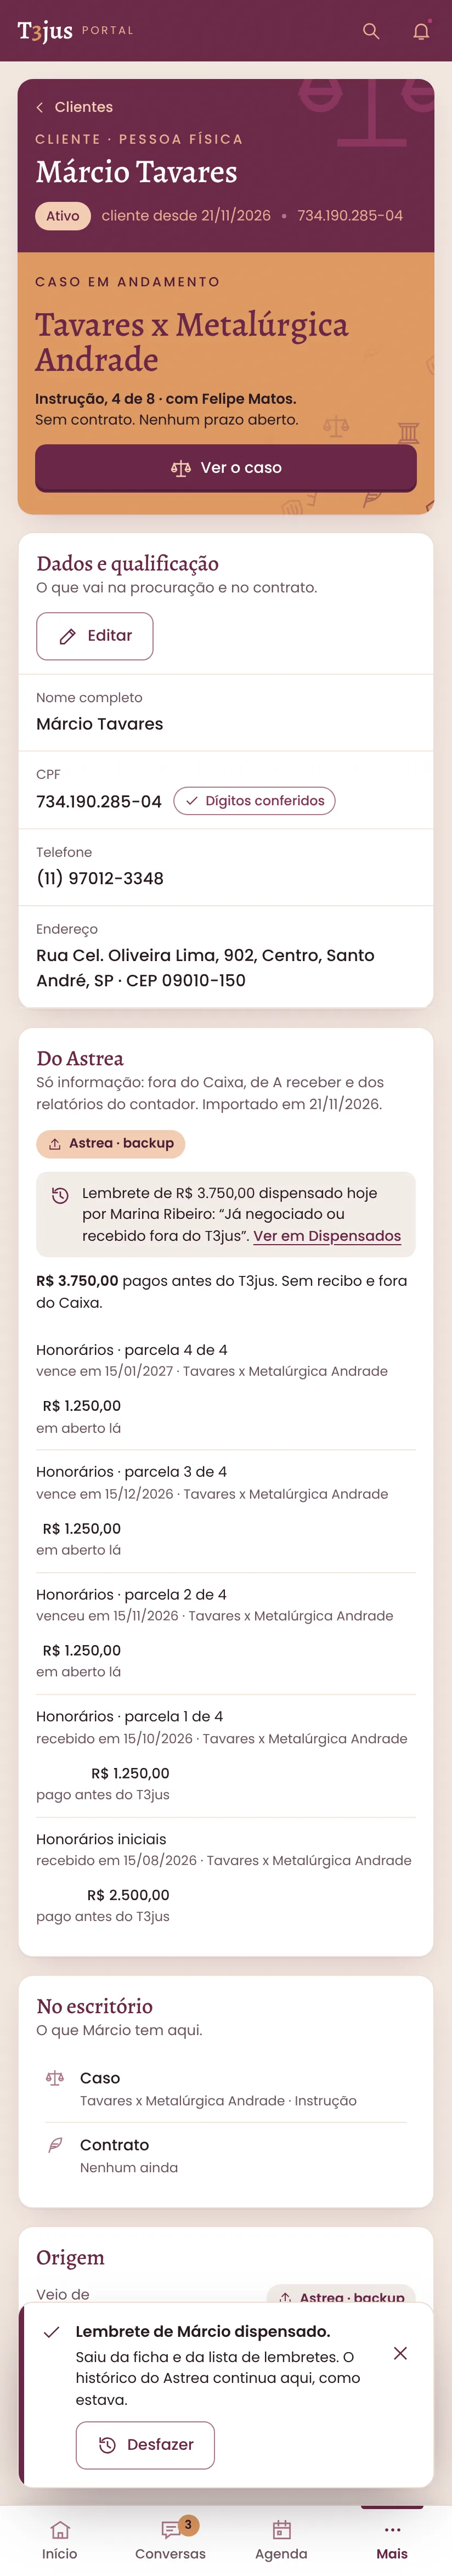 T3jus PORTAL
Clientes
CLIENTE · PESSOA FÍSICA
Márcio Tavares
Ativo cliente desde 21/11/2026 • 734.190.285-04
CASO EM ANDAMENTO
Tavares x Metalúrgica
Andrade
Instrução, 4 de 8 · com Felipe Matos.
Sem contrato. Nenhum prazo aberto.
Ver o caso
Dados e qualificação
O que vai na procuração e no contrato.
Editar
Nome completo
Márcio Tavares
CPF
734.190.285-04 Dígitos conferidos
Telefone
(11) 97012-3348
Endereço
Rua Cel. Oliveira Lima, 902, Centro, Santo
André, SP · CEP 09010-150
Do Astrea
Só informação: fora do Caixa, de A receber e dos
relatórios do contador. Importado em 21/11/2026.
Astrea · backup
Lembrete de R$ 3.750,00 dispensado hoje
por Marina Ribeiro: “Já negociado ou
recebido fora do T3jus”. Ver em Dispensados
R$ 3.750,00 pagos antes do T3jus. Sem recibo e fora
do Caixa.
Honorários · parcela 4 de 4
vence em 15/01/2027 · Tavares x Metalúrgica Andrade
R$ 1.250,00
em aberto lá
Honorários · parcela 3 de 4
vence em 15/12/2026 · Tavares x Metalúrgica Andrade
R$ 1.250,00
em aberto lá
Honorários · parcela 2 de 4
venceu em 15/11/2026 · Tavares x Metalúrgica Andrade
R$ 1.250,00
em aberto lá
Honorários · parcela 1 de 4
recebido em 15/10/2026 · Tavares x Metalúrgica Andrade
R$ 1.250,00
pago antes do T3jus
Honorários iniciais
recebido em 15/08/2026 · Tavares x Metalúrgica Andrade
R$ 2.500,00
pago antes do T3jus
No escritório
O que Márcio tem aqui.
Caso
Tavares x Metalúrgica Andrade · Instrução
Contrato
Nenhum ainda
Origem
Veio de Astrea · backup
Lembrete de Márcio dispensado.
Saiu da ficha e da lista de lembretes. O
histórico do Astrea continua aqui, como
estava.
Desfazer
3
Início Conversas Agenda Mais